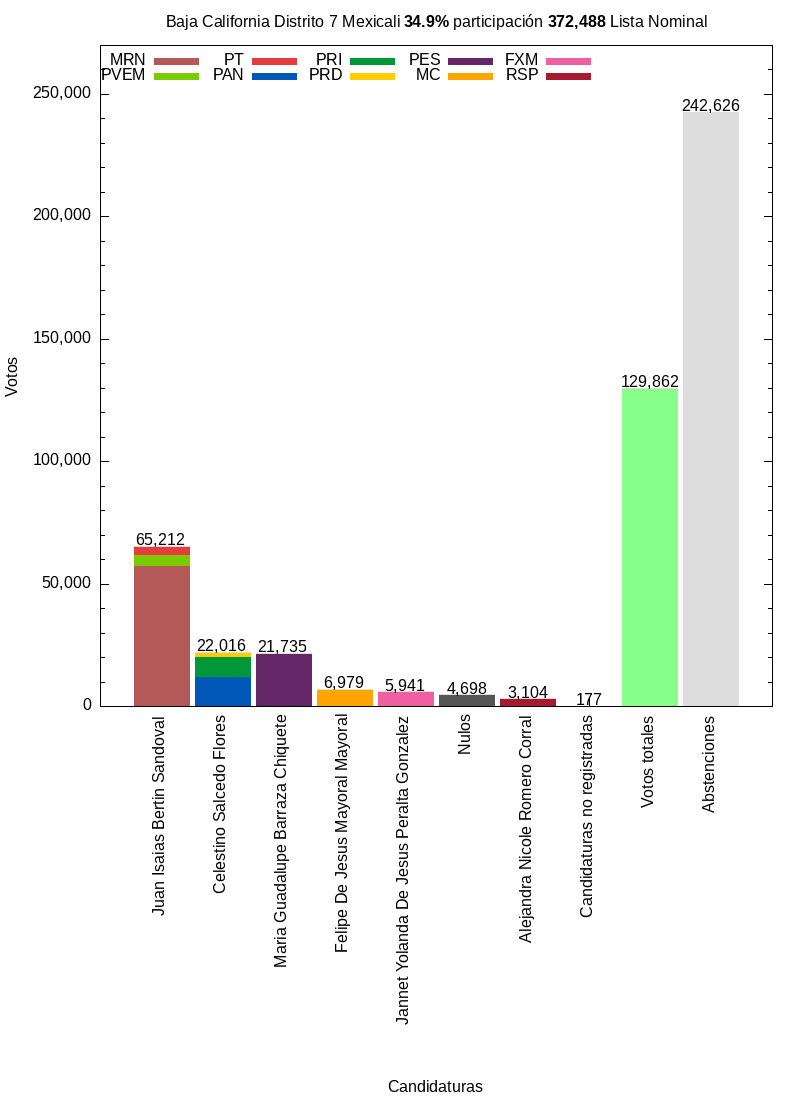 Baja California Distrito 7 Mexicali 34.9% participación 372,488 Lista Nominal
MRN PT PRI PES FXM
PVEM PAN PRD MC RSP
Votos
250,000
200,000
150,000
100,000
50,000
0
65,212
22,016
21,735
6,979
5,941
4,698
3,104
177
129,862
242,626
Juan Isaias Bertin Sandoval
Celestino Salcedo Flores
Maria Guadalupe Barraza Chiquete
Felipe De Jesus Mayoral Mayoral
Jannet Yolanda De Jesus Peralta Gonzalez
Nulos
Alejandra Nicole Romero Corral
Candidaturas no registradas
Votos totales
Abstenciones
Candidaturas